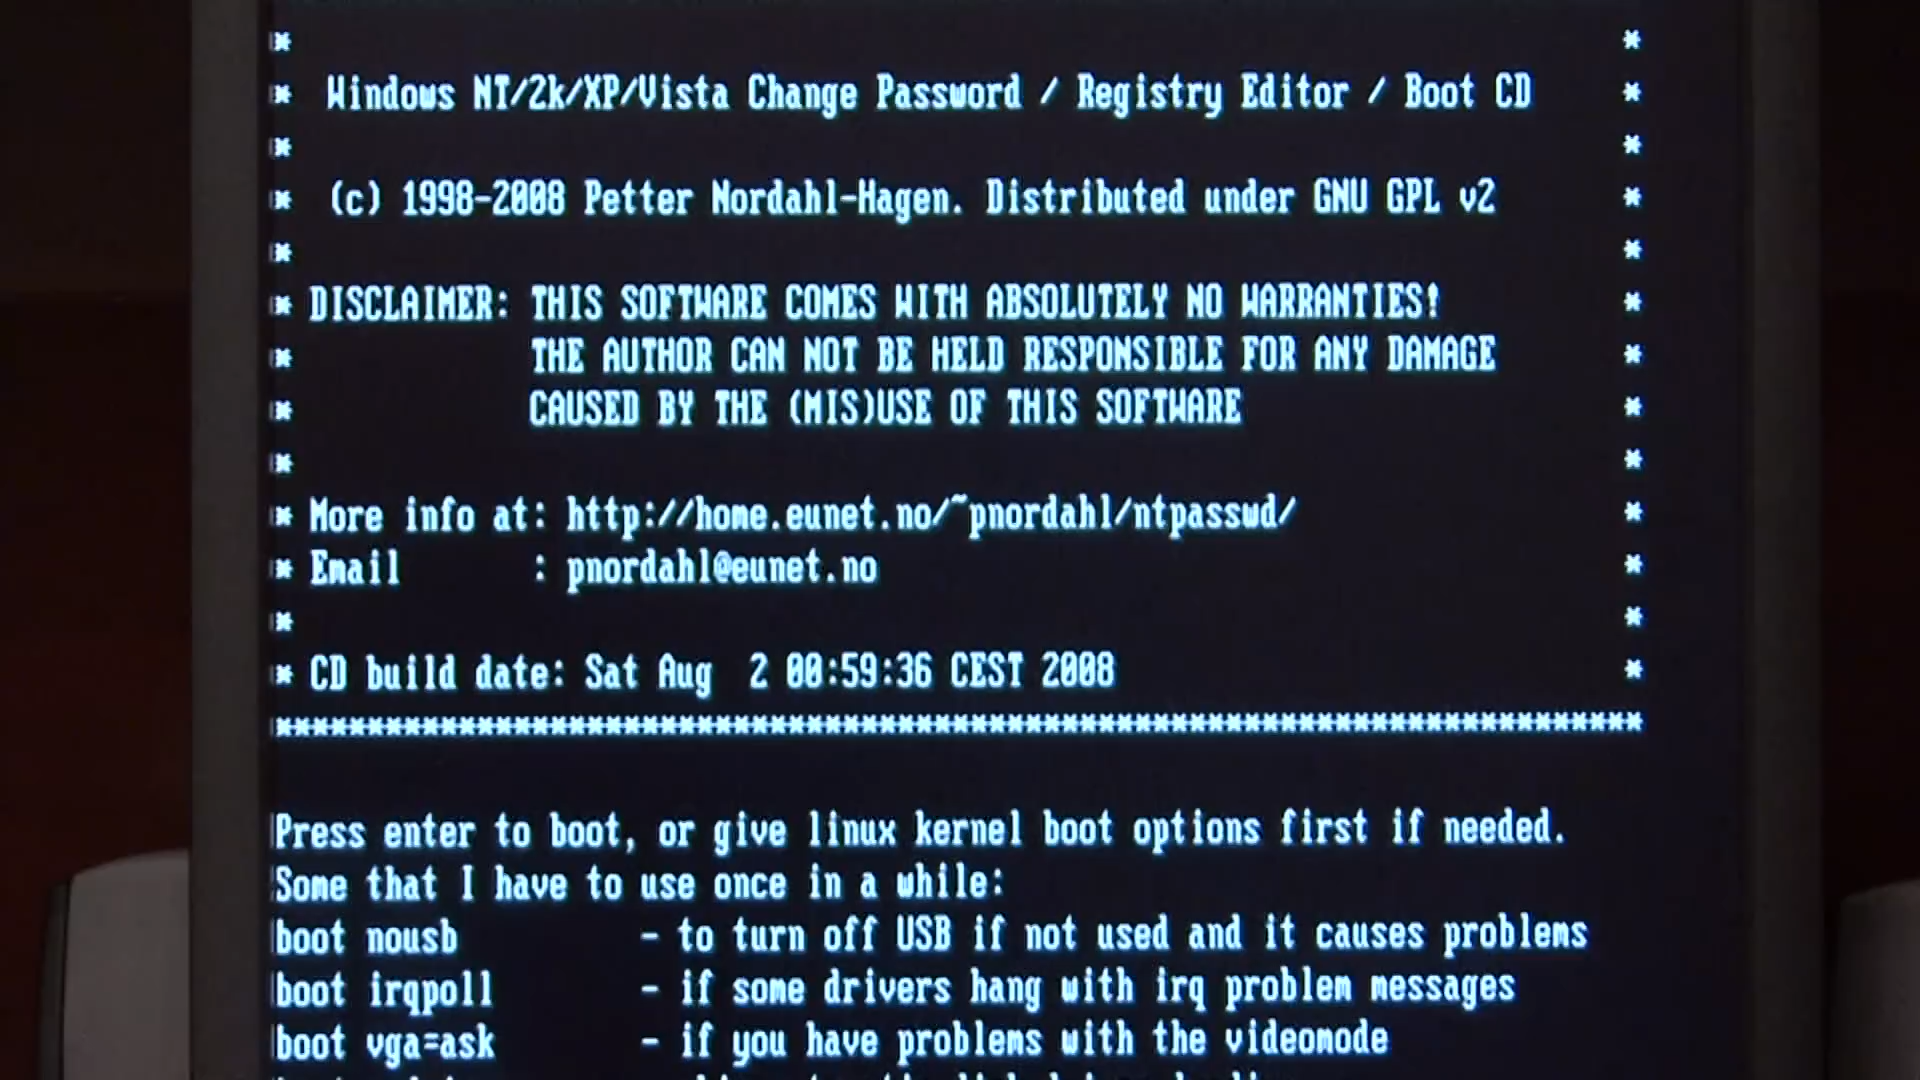 * *
* Windows NT/2k/XP/Vista Change Password / Registry Editor / Boot CD *
* *
* (c) 1998-2008 Petter Nordahl-Hagen. Distributed under GNU GPL v2 *
* *
* DISCLAIMER: THIS SOFTWARE COMES WITH ABSOLUTELY NO WARRANTIES! *
* THE AUTHOR CAN NOT BE HELD RESPONSIBLE FOR ANY DAMAGE *
* CAUSED BY THE (MIS)USE OF THIS SOFTWARE *
* *
* More info at: http://home.eunet.no/~pnordahl/ntpasswd/ *
* Email : pnordahl@eunet.no *
* *
* CD build date: Sat Aug 2 00:59:36 CEST 2008 *
***************************************************************************
Press enter to boot, or give linux kernel boot options first if needed.
Some that I have to use once in a while:
boot nousb - to turn off USB if not used and it causes problems
boot irqpoll - if some drivers hang with irq problem messages
boot vga=ask - if you have problems with the videomode